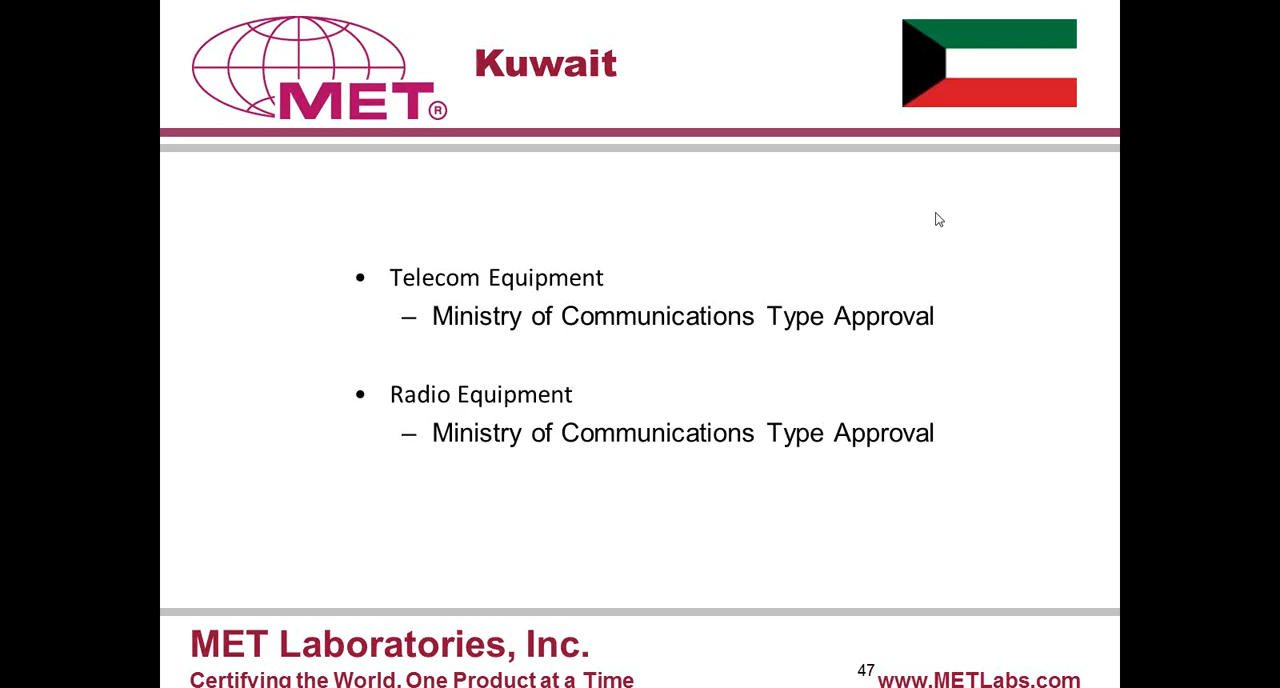 MET®
Kuwait
• Telecom Equipment
– Ministry of Communications Type Approval
• Radio Equipment
– Ministry of Communications Type Approval
MET Laboratories, Inc.
Certifying the World, One Product at a Time
47
www.METLabs.com